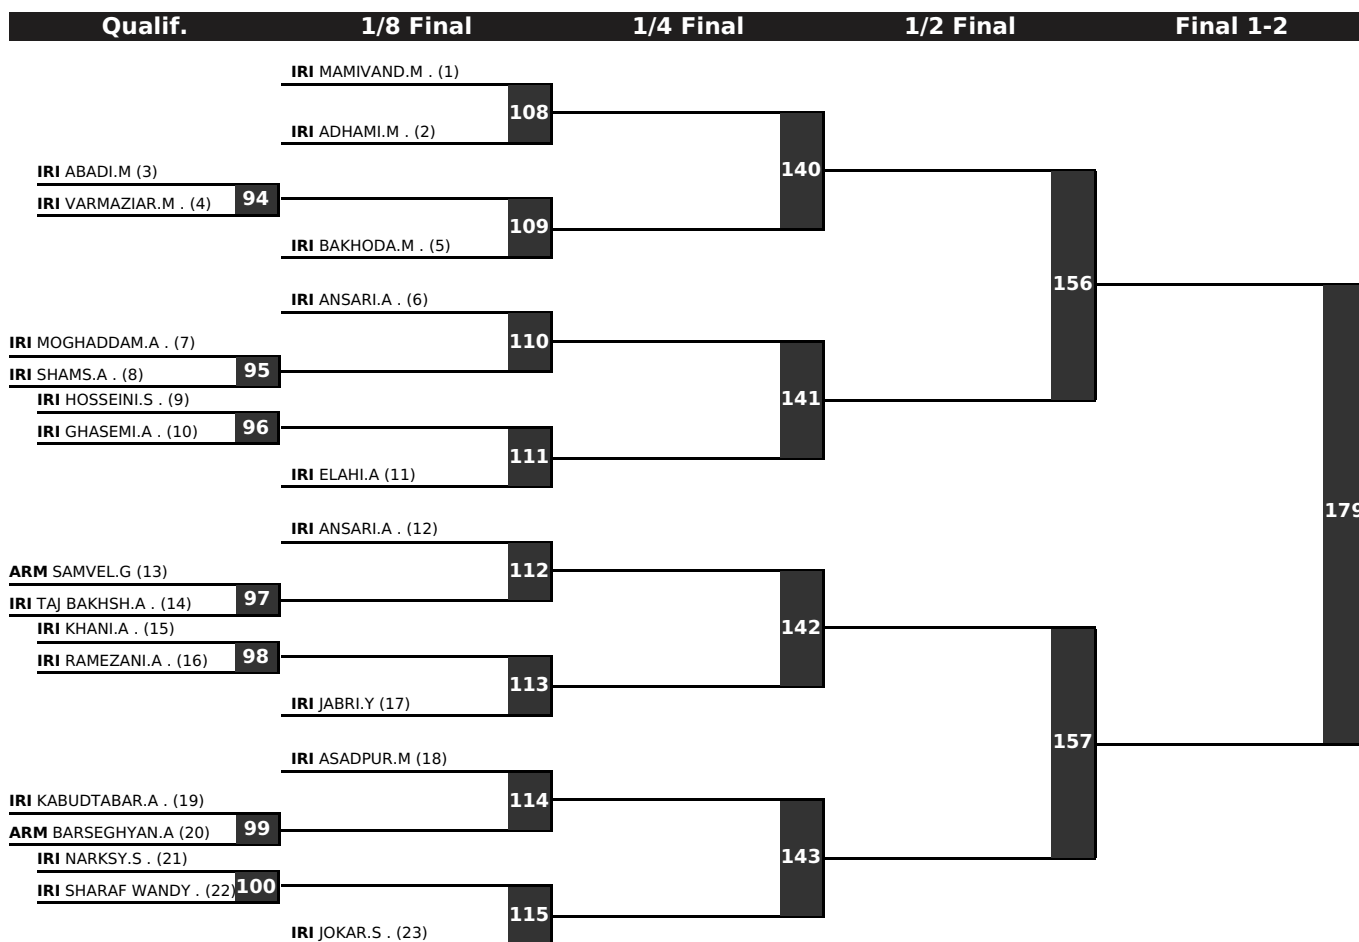 Qualif. 1/8 Final 1/4 Final 1/2 Final Final 1-2
IRI MAMIVAND.M . (1)
108
IRI ADHAMI.M . (2)
140
IRI ABADI.M (3)
94
IRI VARMAZIAR.M . (4)
109
IRI BAKHODA.M . (5)
156
IRI ANSARI.A . (6)
110
IRI MOGHADDAM.A . (7)
95
IRI SHAMS.A . (8)
141
IRI HOSSEINI.S . (9)
96
IRI GHASEMI.A . (10)
111
IRI ELAHI.A (11)
179
IRI ANSARI.A . (12)
112
ARM SAMVEL.G (13)
97
IRI TAJ BAKHSH.A . (14)
142
IRI KHANI.A . (15)
98
IRI RAMEZANI.A . (16)
113
IRI JABRI.Y (17)
157
IRI ASADPUR.M (18)
114
IRI KABUDTABAR.A . (19)
99
ARM BARSEGHYAN.A (20)
143
IRI NARKSY.S . (21)
100
IRI SHARAF WANDY . (22)
115
IRI JOKAR.S . (23)